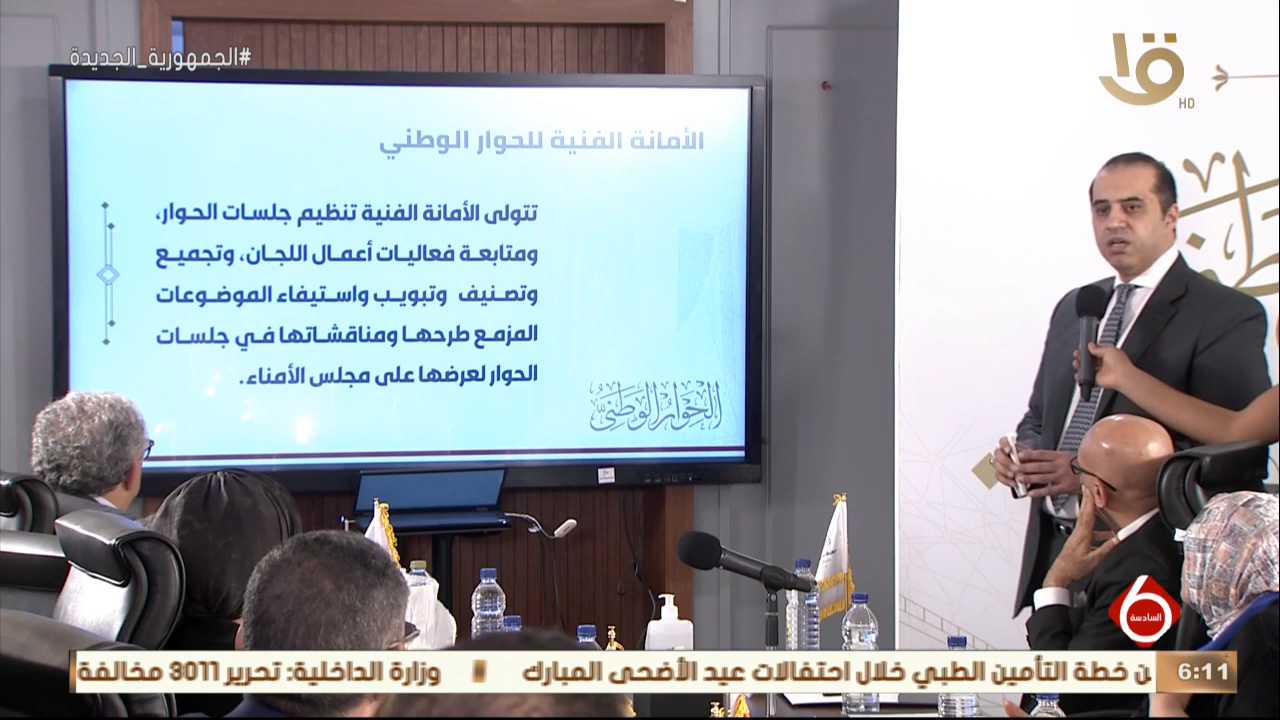 #الجمهورية_الجديدة
HD
الأمانة الفنية للحوار الوطني
تتولى الأمانة الفنية تنظيم جلسات الحوار،
ومتابعة فعاليات أعمال اللجان، وتجميع
وتصنيف وتبويب واستيفاء الموضوعات
المزمع طرحها ومناقشاتها في جلسات
الحوار لعرضها على مجلس الأمناء.
الحوار الوطني
السادسة
6:11
خطة التأمين الطبي خلال احتفالات عيد الأضحى المبارك
وزارة الداخلية: تحرير 3011 مخالفة